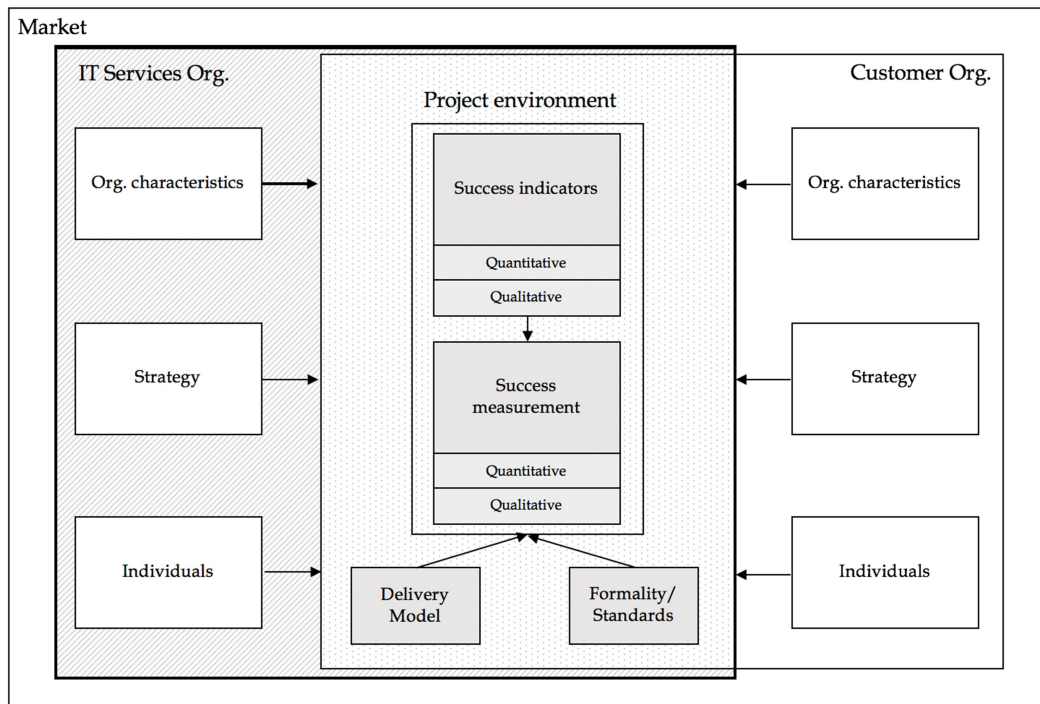 Market
IT Services Org.
Customer Org.
Project environment
Org. characteristics
Success indicators
Org. characteristics
Quantitative
Qualitative
Strategy
Success
measurement
Strategy
Quantitative
Qualitative
Individuals
Delivery
Model
Formality/
Standards
Individuals